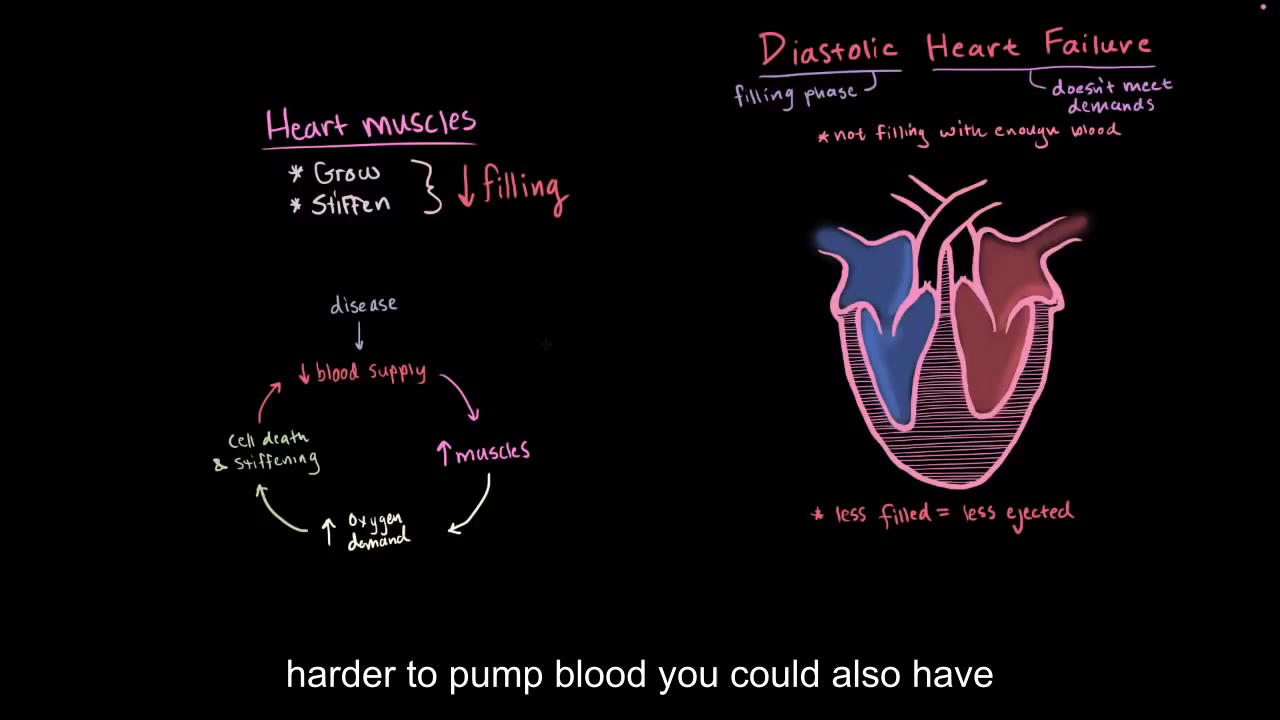 Diastolic Heart Failure
filling phase
doesn't meet
demands
*not filling with enough blood
Heart muscles
* Grow
* Stiffen
↓ filling
disease
↓ blood supply
↑ muscles
↑ oxygen
demand
cell death
& stiffening
* less filled = less ejected
harder to pump blood you could also have